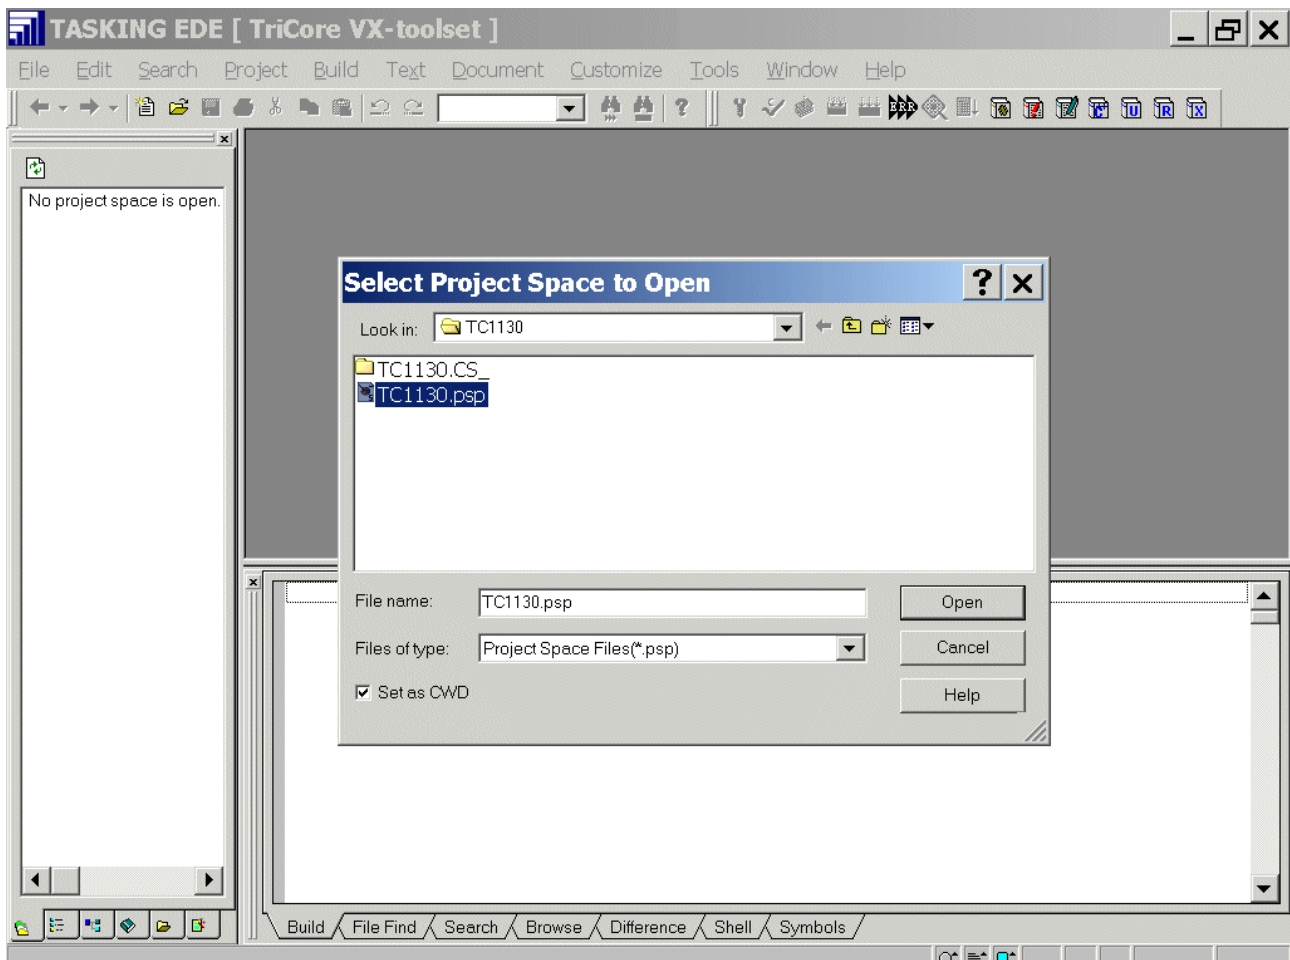 TASKING EDE [ TriCore VX-toolset ]
File Edit Search Project Build Text Document Customize Tools Window Help
ERR C U R X
No project space is open.
Select Project Space to Open
Look in: TC1130
TC1130.CS_
TC1130.psp
File name: TC1130.psp Open
Files of type: Project Space Files(*.psp) Cancel
Set as CWD Help
Build File Find Search Browse Difference Shell Symbols